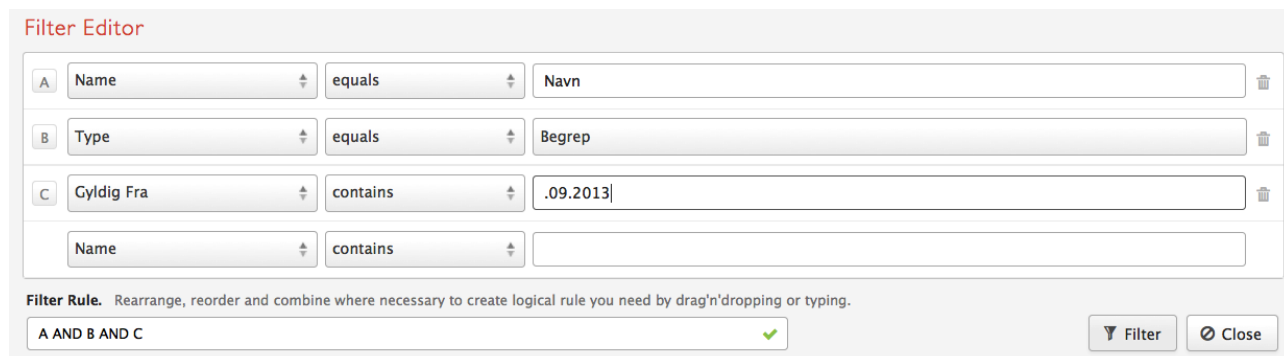 Filter Editor
A Name equals Navn
B Type equals Begrep
C Gyldig Fra contains .09.2013
Name contains
Filter Rule. Rearrange, reorder and combine where necessary to create logical rule you need by drag'n'dropping or typing.
A AND B AND C Filter Close